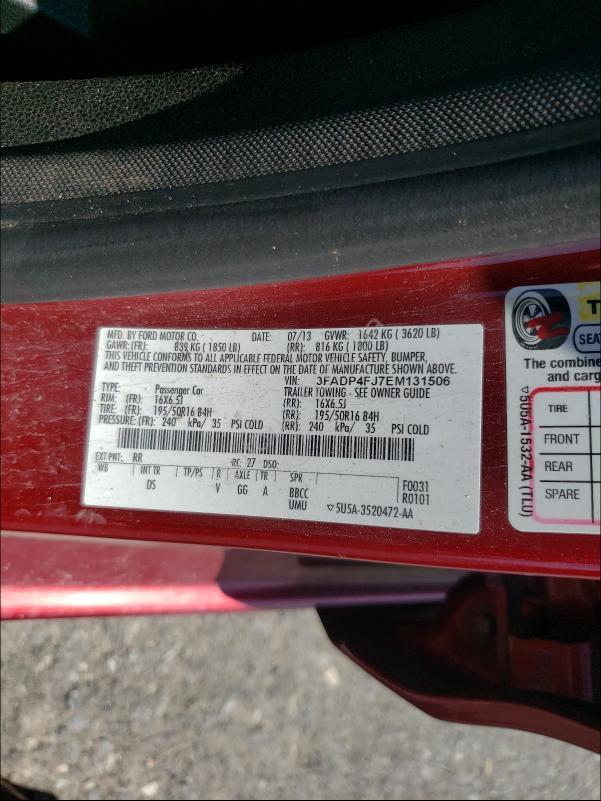 MFD. BY FORD MOTOR CO. DATE: 07/13 GVWR: 1642 KG ( 3620 LB)
GAWR: (FR): 839 KG ( 1850 LB) (RR): 816 KG ( 1800 LB)
THIS VEHICLE CONFORMS TO ALL APPLICABLE FEDERAL MOTOR VEHICLE SAFETY, BUMPER,
AND THEFT PREVENTION STANDARDS IN EFFECT ON THE DATE OF MANUFACTURE SHOWN ABOVE.
VIN: 3FADP4FJ7EM131506
TYPE: Passenger Car TRAILER TOWING - SEE OWNER GUIDE
RIM: (FR): 16X6.5J (RR): 16X6.5J
TIRE: (FR): 195/50R16 84H (RR): 195/50R16 84H
PRESSURE: (FR): 240 kPa/ 35 PSI COLD (RR): 240 kPa/ 35 PSI COLD
EXT PNT: RR RC: 27 DSO:
WB INT TR TP/PS R AXLE TR SPR
DS V GG A BBCC F0031
UMU R0101
▽5U5A-3520472-AA
T
SEA
The combine
and carg
TIRE
FRONT
REAR
SPARE
▽5U5A-1532-AA (TLU)